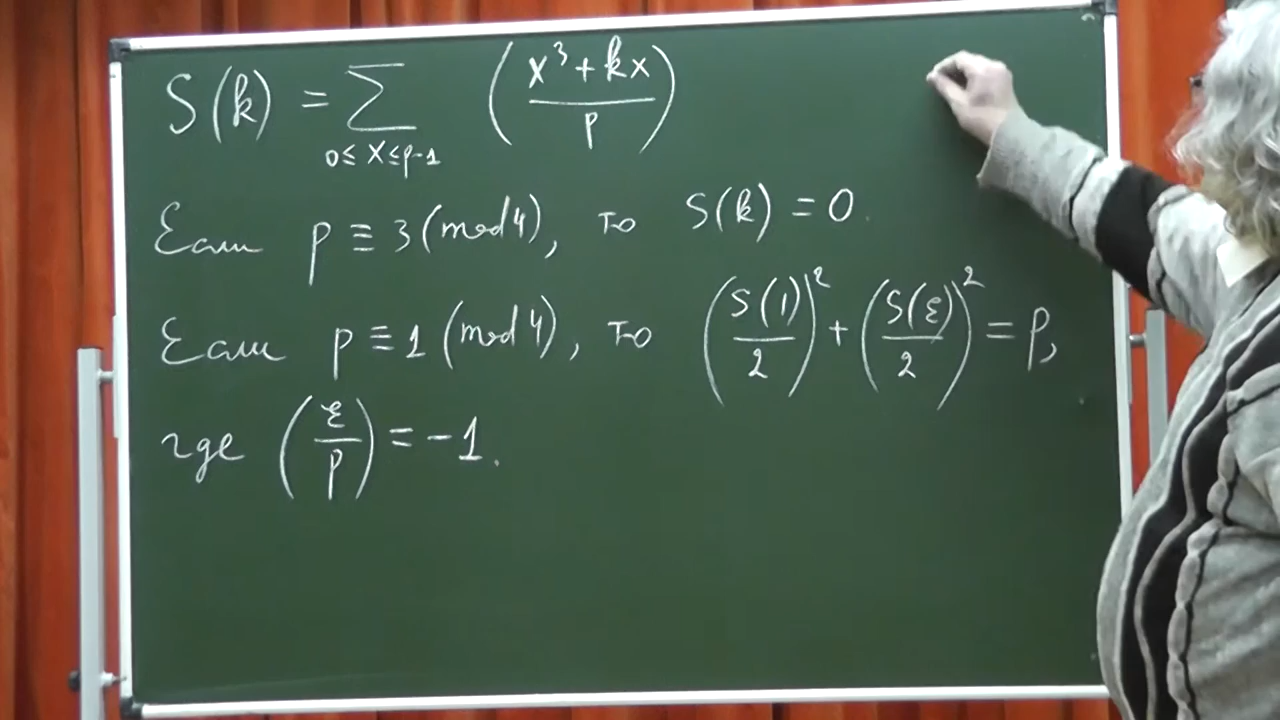 S(k) = ∑ ( (x³ + kx) / p )
0 ≤ x ≤ p-1
Если p ≡ 3 (mod 4), то S(k) = 0.
Если p ≡ 1 (mod 4), то (S(1)/2)² + (S(ε)/2)² = p,
где (ε/p) = -1.